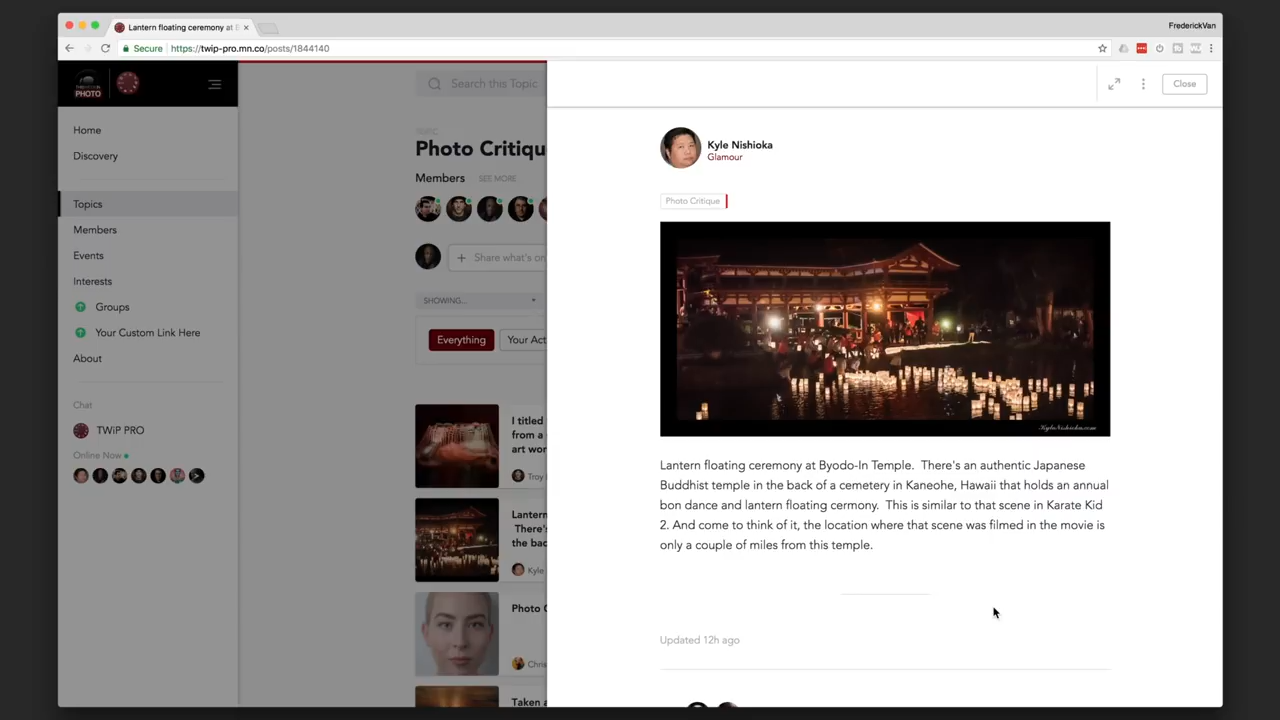 Lantern floating ceremony at B
FrederickVan
Secure
https://twip-pro.mn.co/posts/1844140
PHOTO
Home
Discovery
Topics
Members
Events
Interests
Groups
Your Custom Link Here
About
Chat
TWiP PRO
Online Now
Search this Topic
TOPIC
Photo Critiqu
Members SEE MORE
Share what's on
SHOWING...
Everything
Your Act
I titled
from a
art wor
Troy
Lantern
There's
the bac
Kyle
Photo C
Chris
Taken a
Close
Kyle Nishioka
Glamour
Photo Critique
KyleNishioka.com
Lantern floating ceremony at Byodo-In Temple.  There's an authentic Japanese
Buddhist temple in the back of a cemetery in Kaneohe, Hawaii that holds an annual
bon dance and lantern floating cermony.  This is similar to that scene in Karate Kid
2. And come to think of it, the location where that scene was filmed in the movie is
only a couple of miles from this temple.
Updated 12h ago